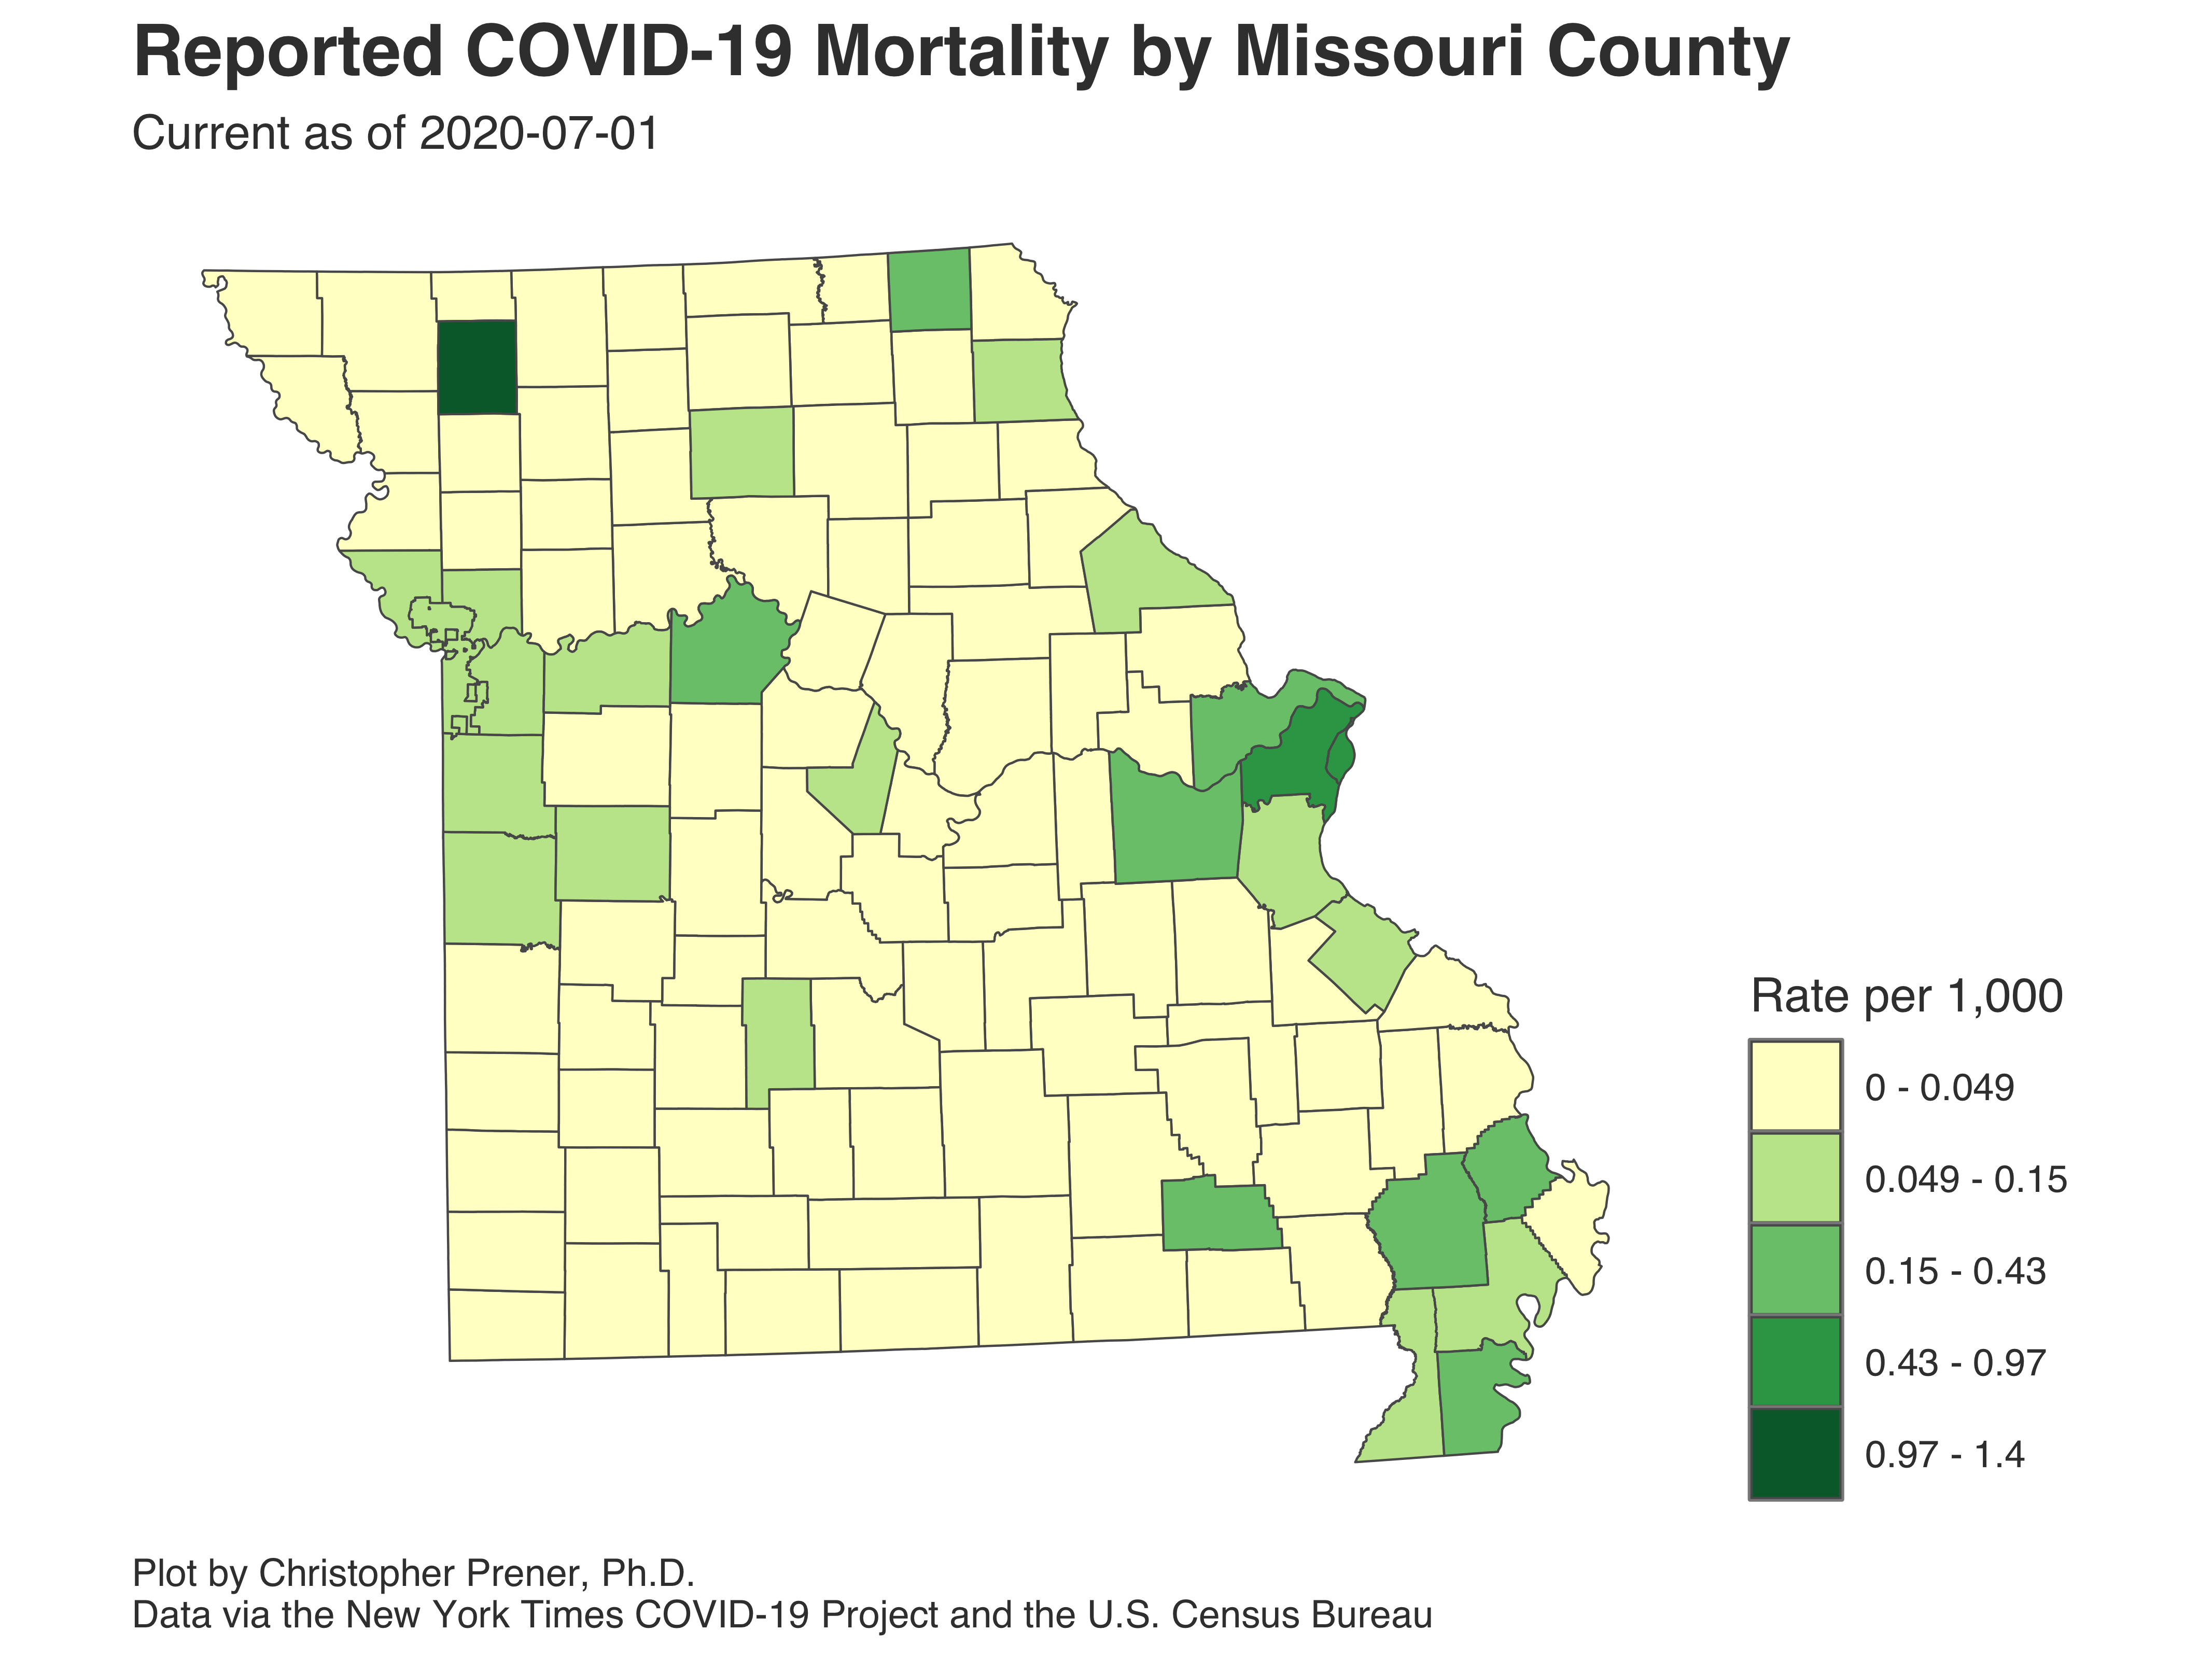 Reported COVID-19 Mortality by Missouri County
Current as of 2020-07-01
Rate per 1,000
0 - 0.049
0.049 - 0.15
0.15 - 0.43
0.43 - 0.97
0.97 - 1.4
Plot by Christopher Prener, Ph.D.
Data via the New York Times COVID-19 Project and the U.S. Census Bureau